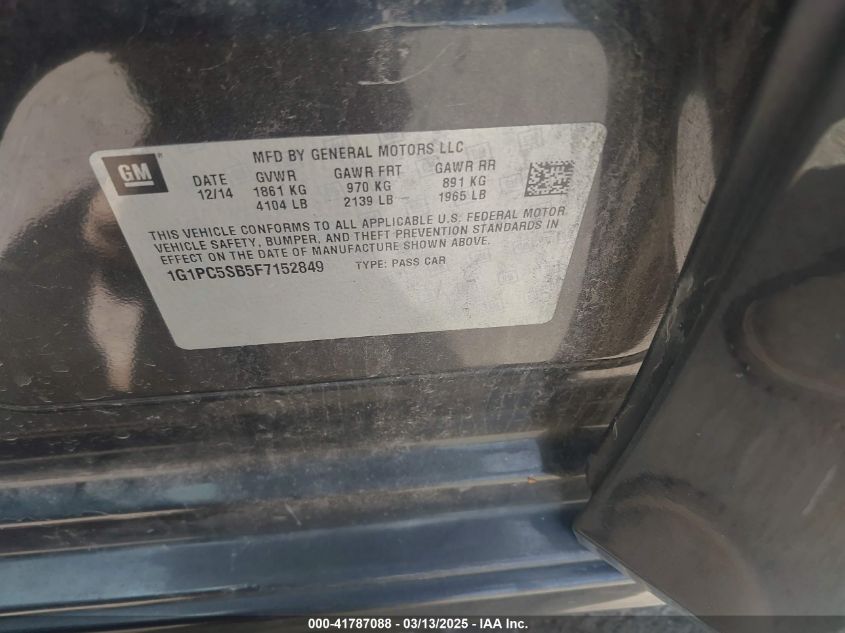 GM
MFD BY GENERAL MOTORS LLC
DATE GVWR GAWR FRT GAWR RR
12/14 1861 KG 970 KG 891 KG
4104 LB 2139 LB 1965 LB
THIS VEHICLE CONFORMS TO ALL APPLICABLE U.S. FEDERAL MOTOR
VEHICLE SAFETY, BUMPER, AND THEFT PREVENTION STANDARDS IN
EFFECT ON THE DATE OF MANUFACTURE SHOWN ABOVE.
1G1PC5SB5F7152849 TYPE: PASS CAR
000-41787088 - 03/13/2025 - IAA Inc.